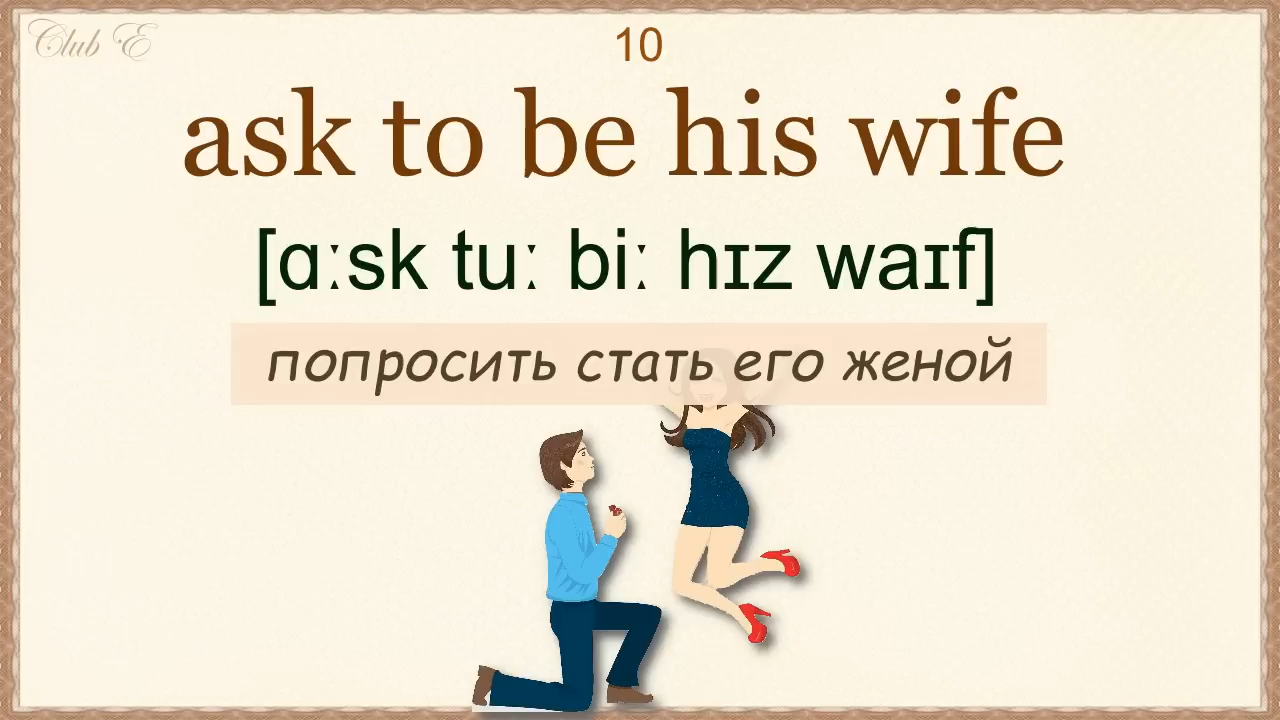 Club E
10
ask to be his wife
[ɑːsk tuː biː hɪz waɪf]
попросить стать его женой